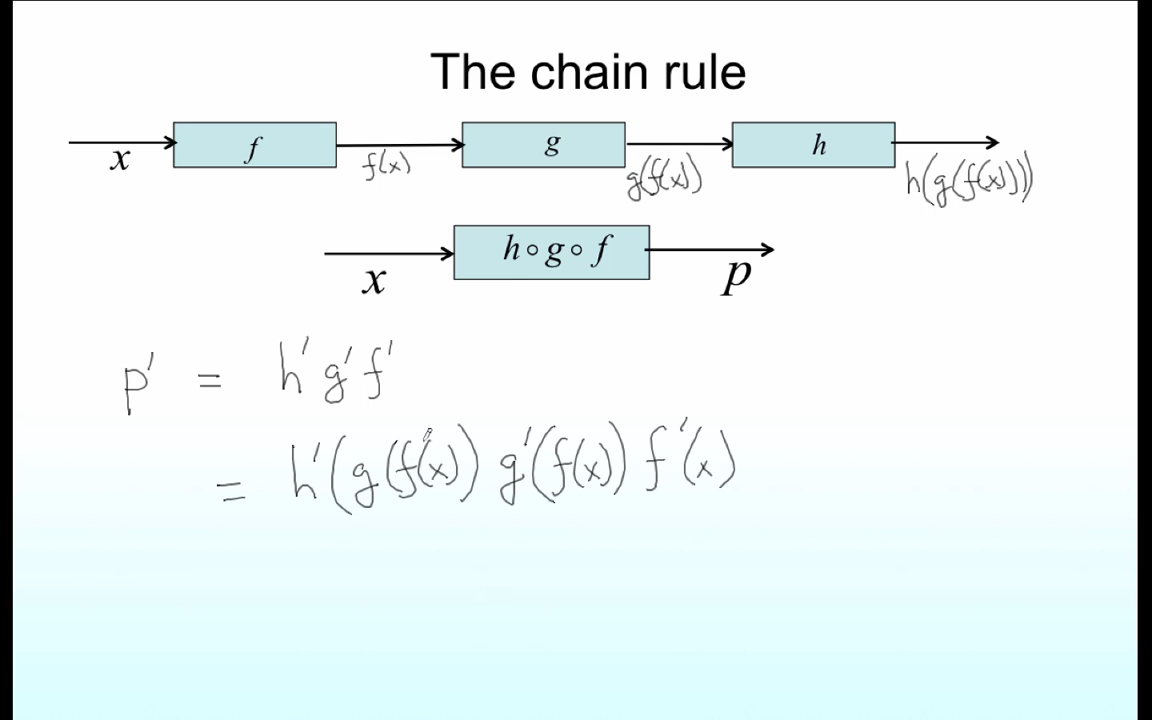 The chain rule
x f f(x) g g(f(x)) h h(g(f(x)))
x h∘g∘f p
p' = h' g' f'
= h'(g(f(x)) g'(f(x)) f'(x)